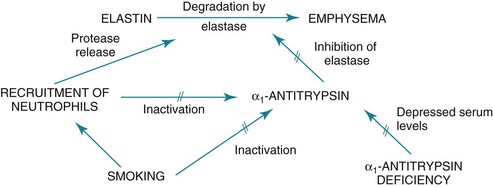 ELASTIN
Degradation by
elastase
EMPHYSEMA
Protease
release
Inhibition of
elastase
RECRUITMENT OF
NEUTROPHILS
Inactivation
α₁-ANTITRYPSIN
Depressed serum
levels
Inactivation
SMOKING
α₁-ANTITRYPSIN
DEFICIENCY